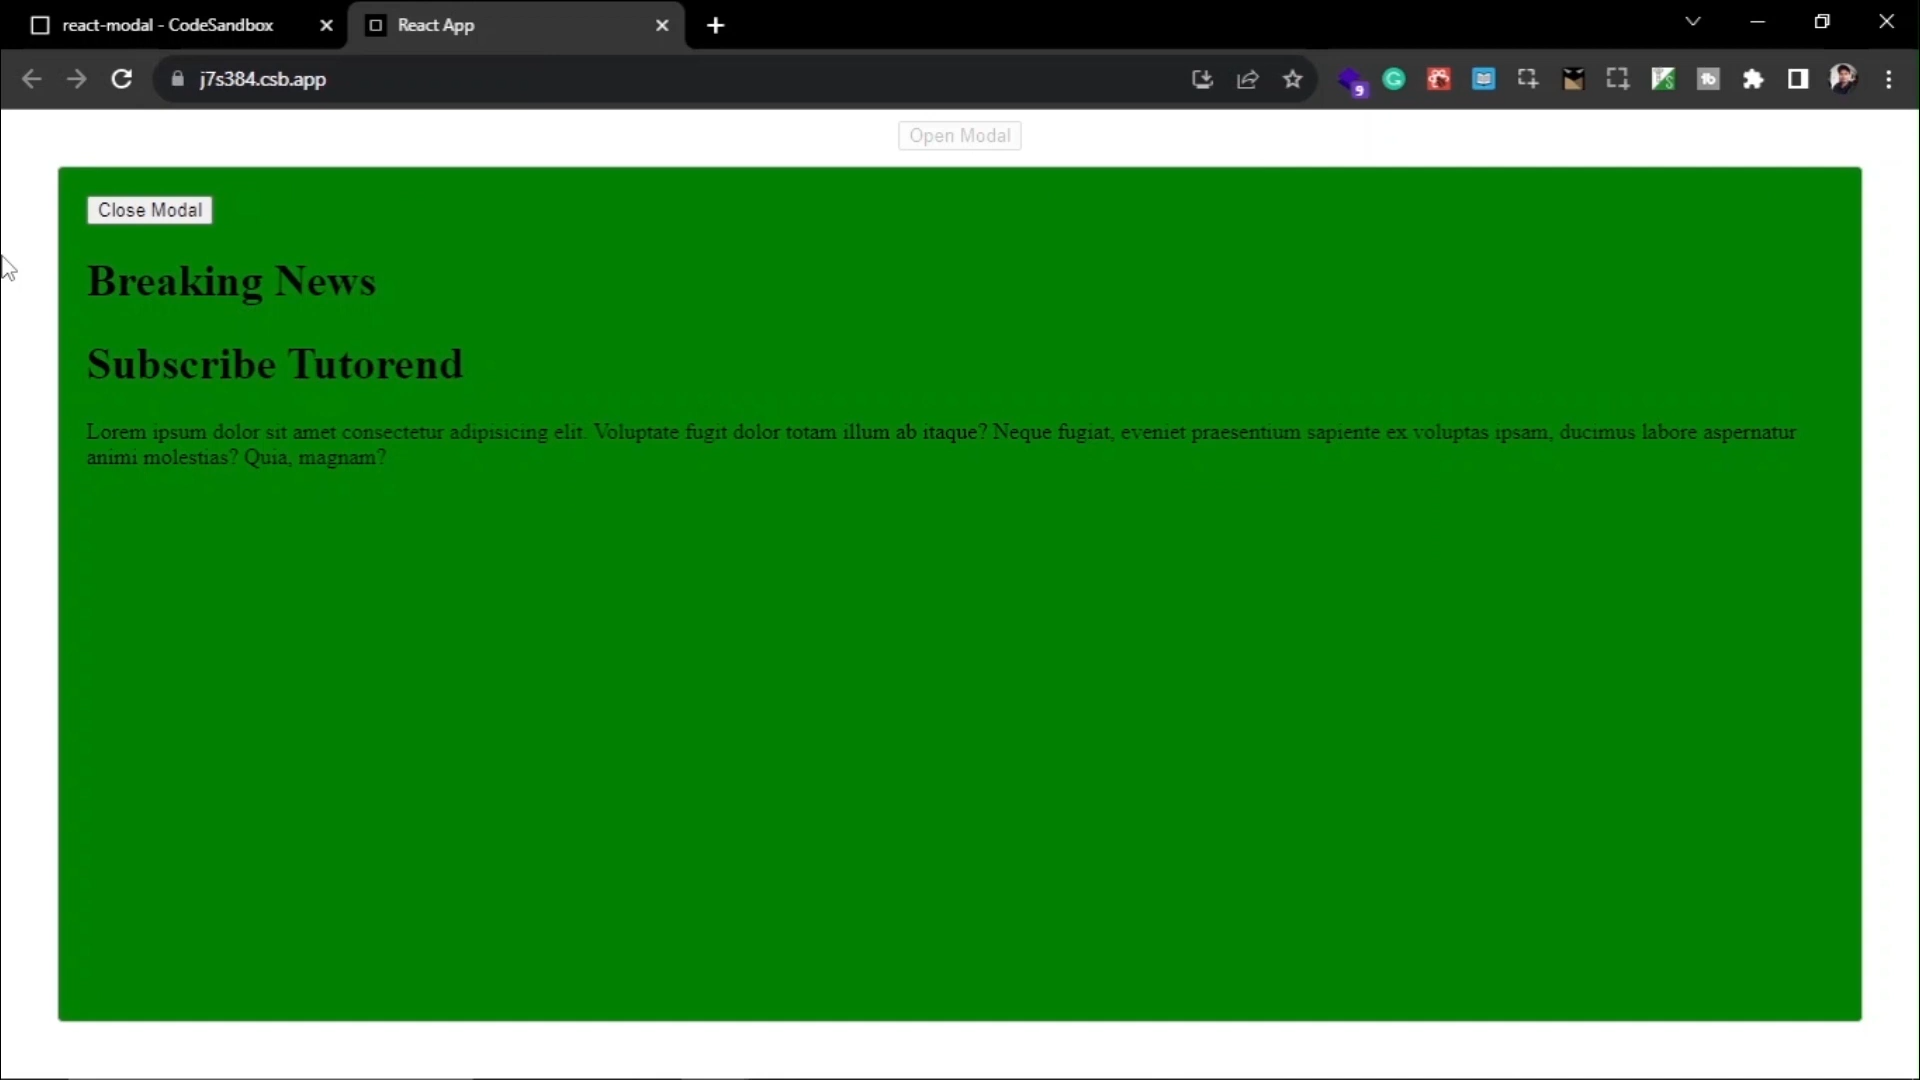 react-modal - CodeSandbox
React App
j7s384.csb.app
9
Open Modal
Close Modal
Breaking News
Subscribe Tutorend
Lorem ipsum dolor sit amet consectetur adipisicing elit. Voluptate fugit dolor totam illum ab itaque? Neque fugiat, eveniet praesentium sapiente ex voluptas ipsam, ducimus labore aspernatur
animi molestias? Quia, magnam?